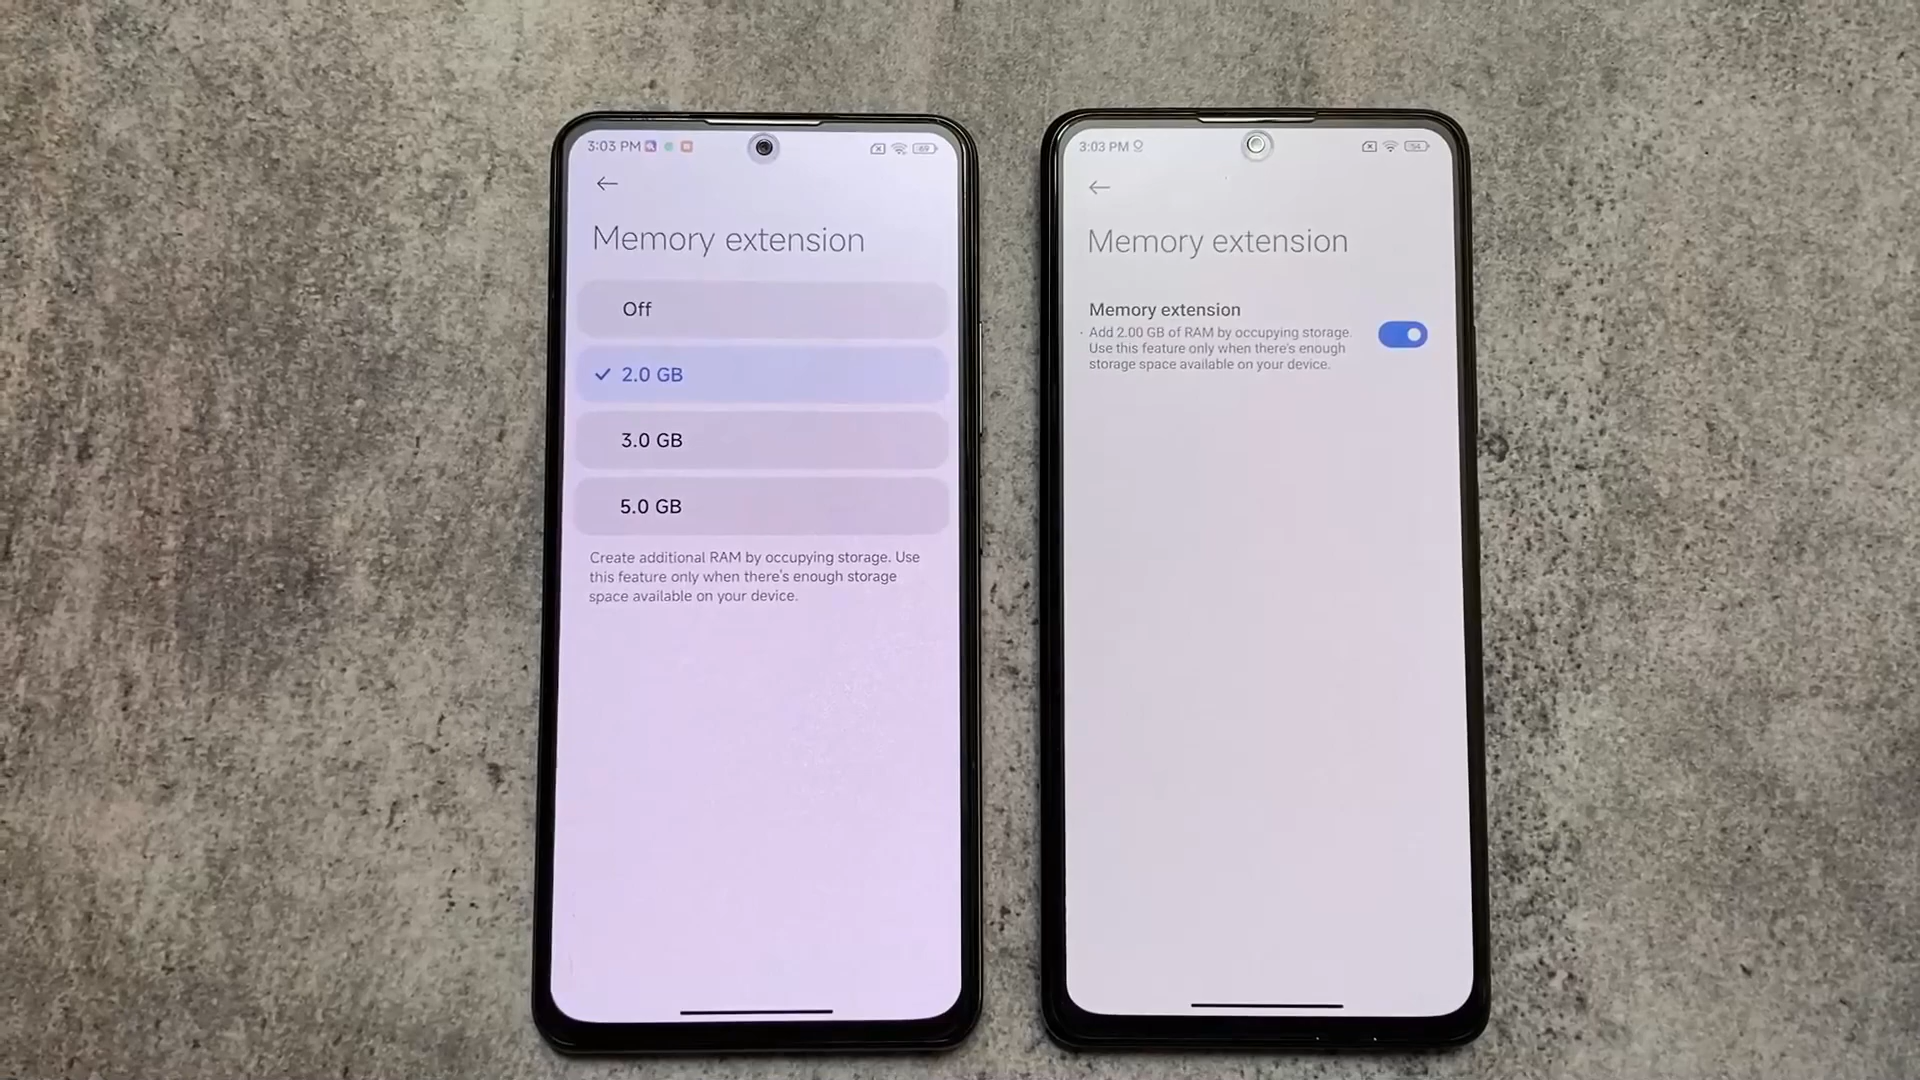 3:03 PM
69
Memory extension
Off
2.0 GB
3.0 GB
5.0 GB
Create additional RAM by occupying storage. Use
this feature only when there's enough storage
space available on your device.
3:03 PM
54
Memory extension
Memory extension
Add 2.00 GB of RAM by occupying storage.
Use this feature only when there's enough
storage space available on your device.